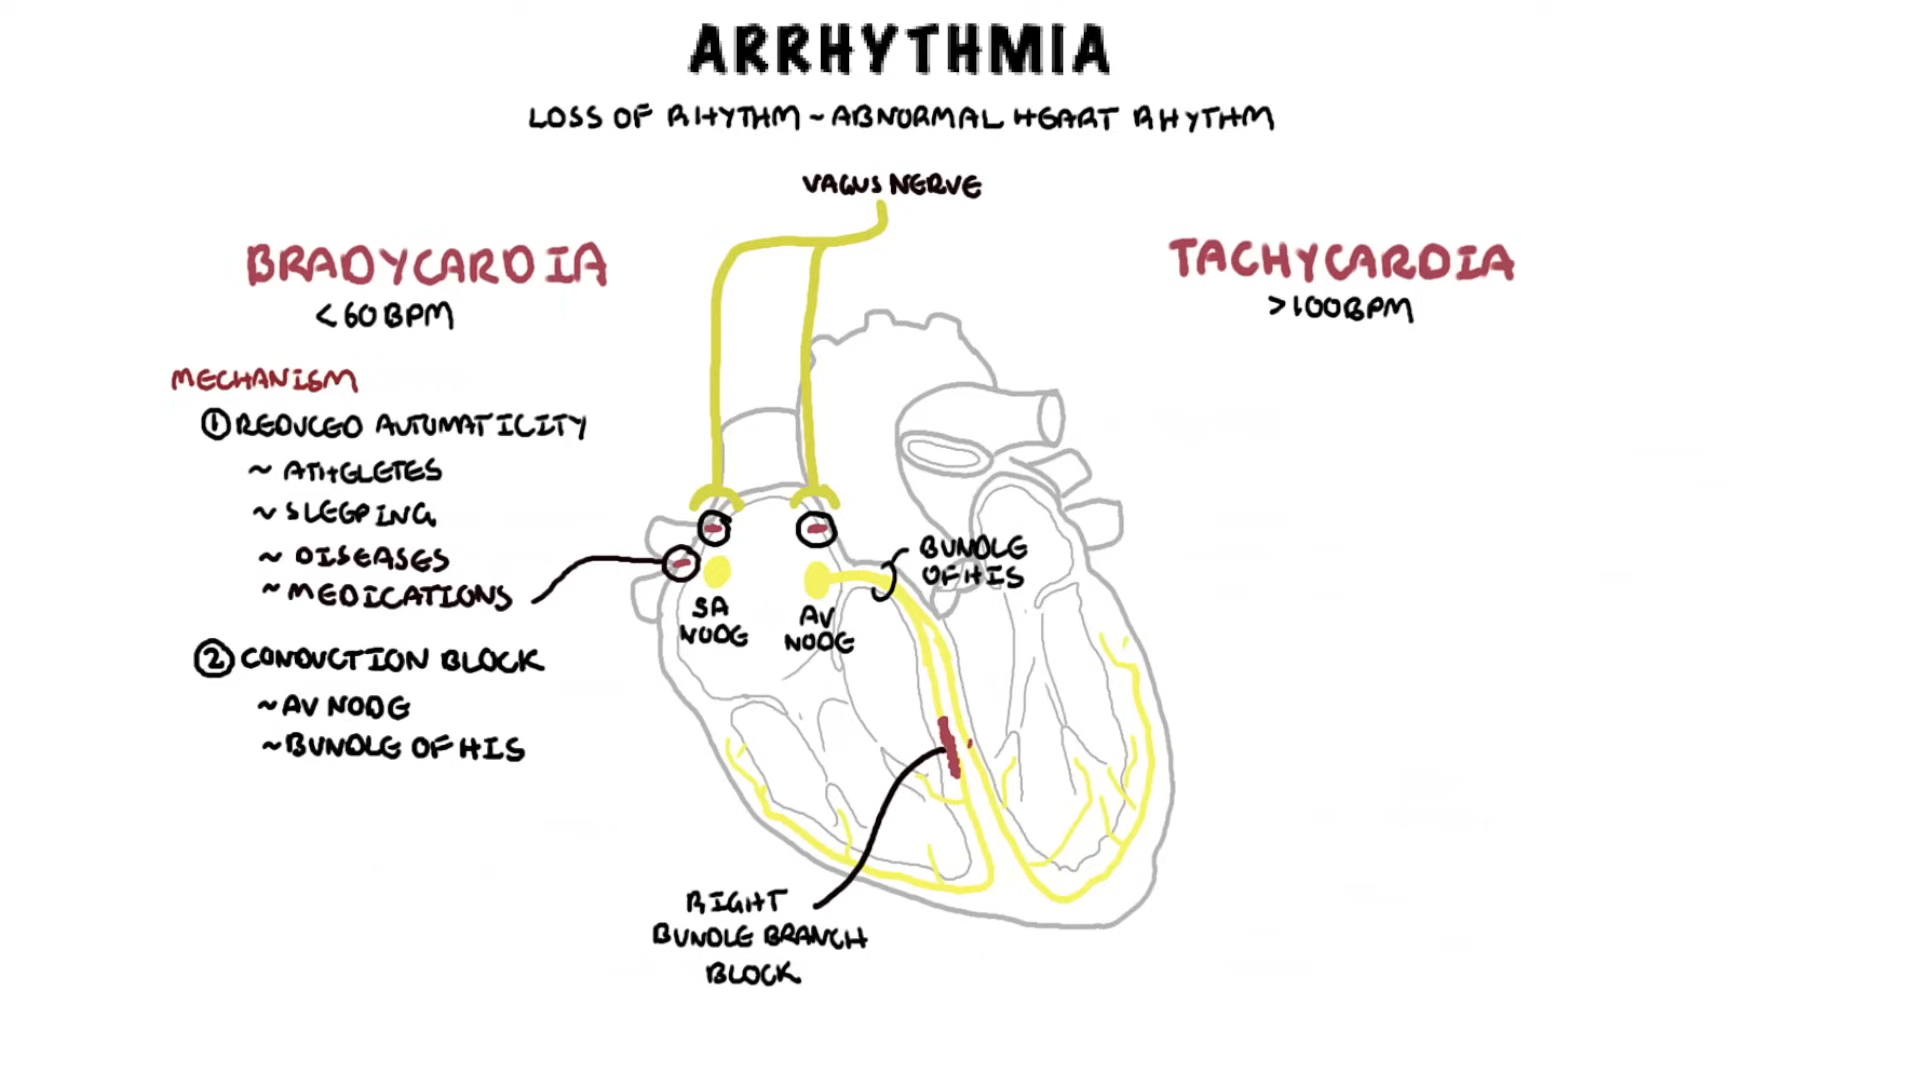 ARRHYTHMIA
LOSS OF RHYTHM ~ ABNORMAL HEART RHYTHM
VAGUS NERVE
BRADYCARDIA
<60 BPM
MECHANISM
① REDUCED AUTOMATICITY
~ ATHELETES
~ SLEEPING
~ DISEASES
~ MEDICATIONS
② CONDUCTION BLOCK
~ AV NODE
~ BUNDLE OF HIS
TACHYCARDIA
>100BPM
SA
NODE
AV
NODE
BUNDLE
OF HIS
RIGHT
BUNDLE BRANCH
BLOCK